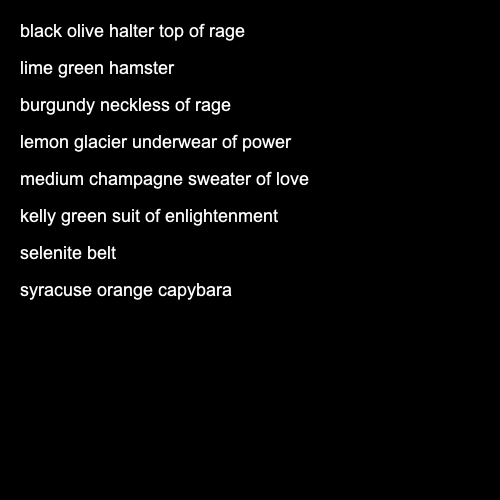 black olive halter top of rage
lime green hamster
burgundy neckless of rage
lemon glacier underwear of power
medium champagne sweater of love
kelly green suit of enlightenment
selenite belt
syracuse orange capybara